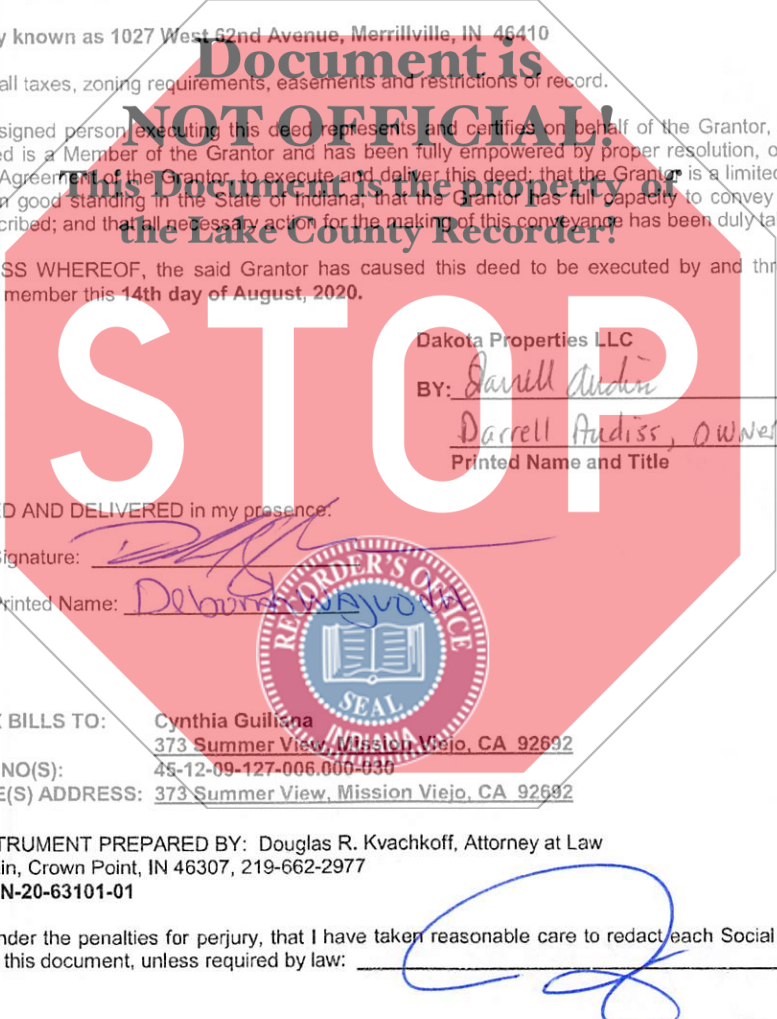 y known as 1027 West 62nd Avenue, Merrillville, IN 46410
Document is
all taxes, zoning requirements, easements and restrictions of record.
NOT OFFICIAL!
signed person executing this deed represents and certifies on behalf of the Grantor,
ed is a Member of the Grantor and has been fully empowered by proper resolution, o
Agreement of the Grantor, to execute and deliver this deed; that the Grantor is a limited
This Document is the property of
n good standing in the State of Indiana; that the Grantor has full capacity to convey
the Lake County Recorder!
cribed; and that all necessary action for the making of this conveyance has been duly ta
SS WHEREOF, the said Grantor has caused this deed to be executed by and thr
member this 14th day of August, 2020.
STOP
Dakota Properties LLC
BY: Darrell Audiss
Darrell Audiss, owner
Printed Name and Title
ED AND DELIVERED in my presence:
Signature:
Printed Name: Deborah Wajvoda
RECORDER'S OFFICE
SEAL
INDIANA
X BILLS TO: Cynthia Guiliana
373 Summer View, Mission Viejo, CA 92692
NO(S): 45-12-09-127-006.000-030
E(S) ADDRESS: 373 Summer View, Mission Viejo, CA 92692
STRUMENT PREPARED BY: Douglas R. Kvachkoff, Attorney at Law
in, Crown Point, IN 46307, 219-662-2977
N-20-63101-01
nder the penalties for perjury, that I have taken reasonable care to redact each Social
this document, unless required by law: